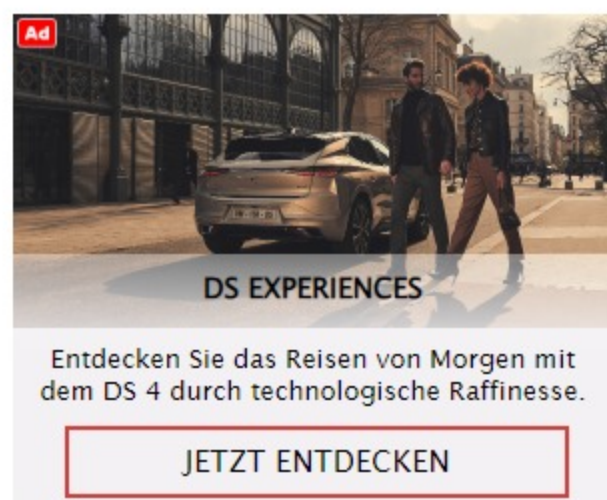 Ad
DS EXPERIENCES
Entdecken Sie das Reisen von Morgen mit
dem DS 4 durch technologische Raffinesse.
JETZT ENTDECKEN